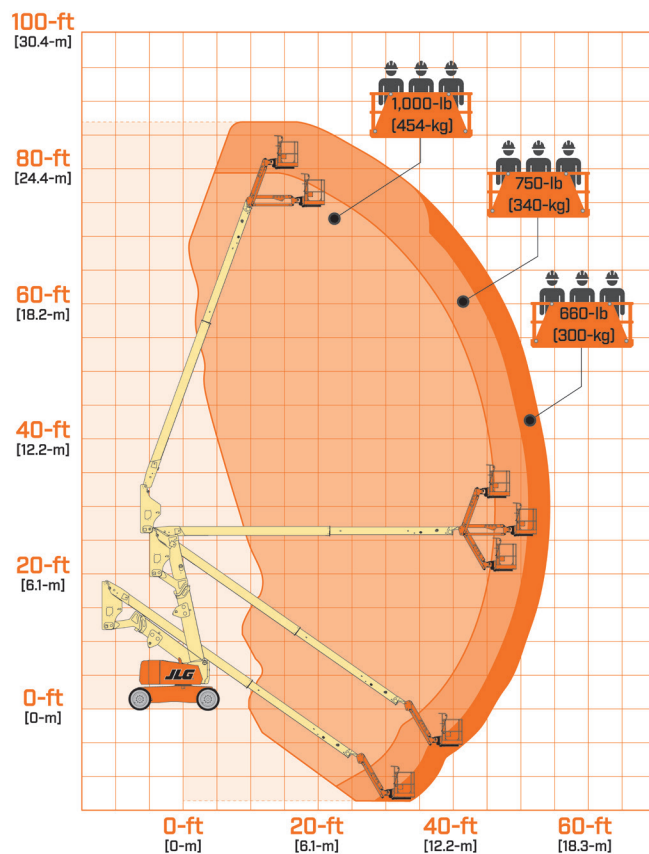 100-ft
[30.4-m]
1,000-lb
(454-kg)
80-ft
[24.4-m]
750-lb
(340-kg)
60-ft
[18.2-m]
660-lb
(300-kg)
40-ft
[12.2-m]
20-ft
[6.1-m]
JLG
0-ft
[0-m]
0-ft
[0-m]
20-ft
[6.1-m]
40-ft
[12.2-m]
60-ft
[18.3-m]